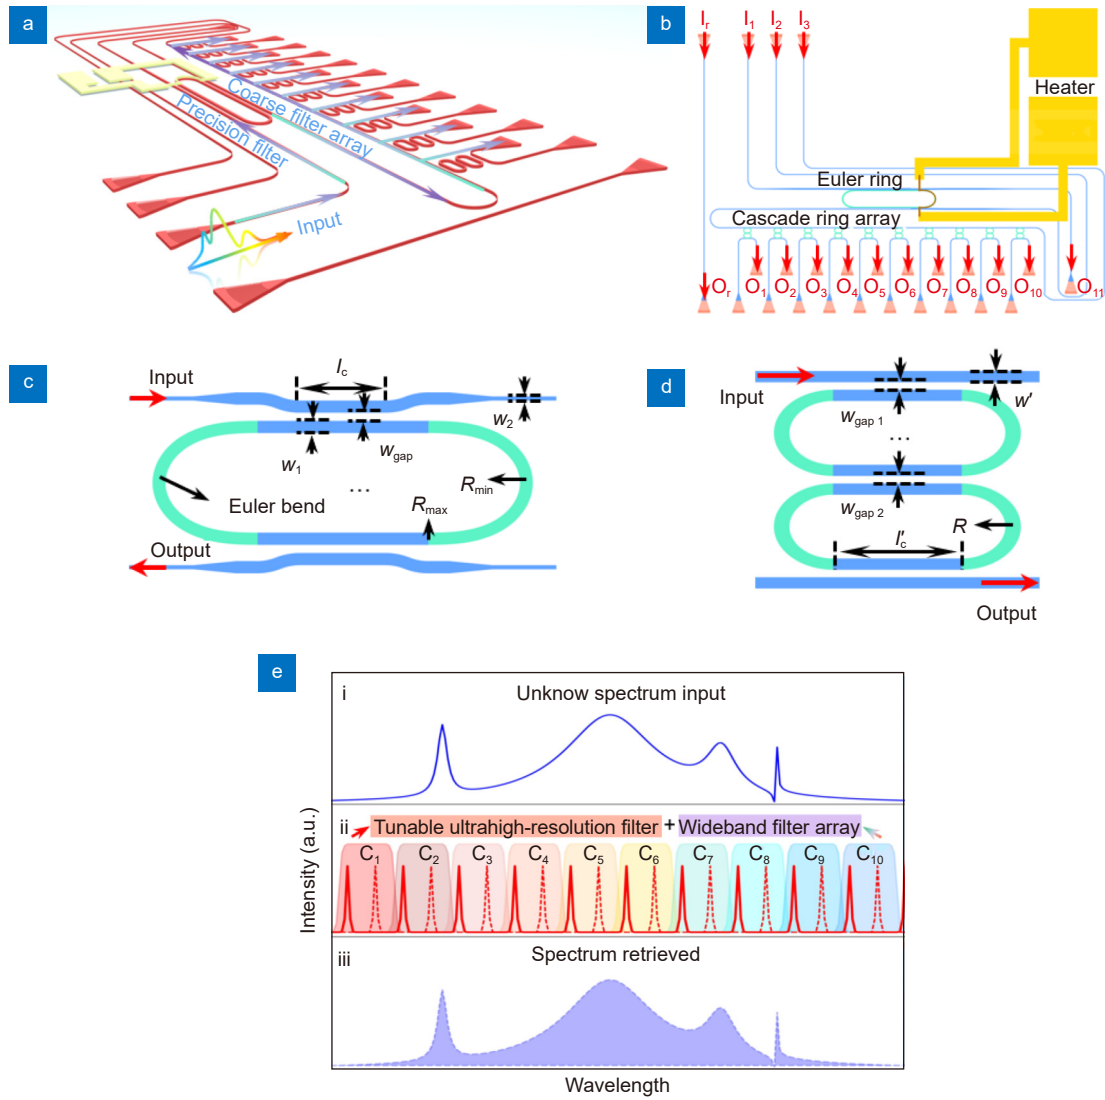 a
Coarse filter array
Precision filter
Input
b
Ir I1 I2 I3
Heater
Euler ring
Cascade ring array
Or O1 O2 O3 O4 O5 O6 O7 O8 O9 O10 O11
c
Input
lc
w2
w1
wgap
Rmin
Euler bend
Rmax
Output
d
Input
w'
wgap 1
...
wgap 2
R
l'c
Output
e
Intensity (a.u.)
i
Unknow spectrum input
ii
Tunable ultrahigh-resolution filter + Wideband filter array
C1 C2 C3 C4 C5 C6 C7 C8 C9 C10
iii
Spectrum retrieved
Wavelength